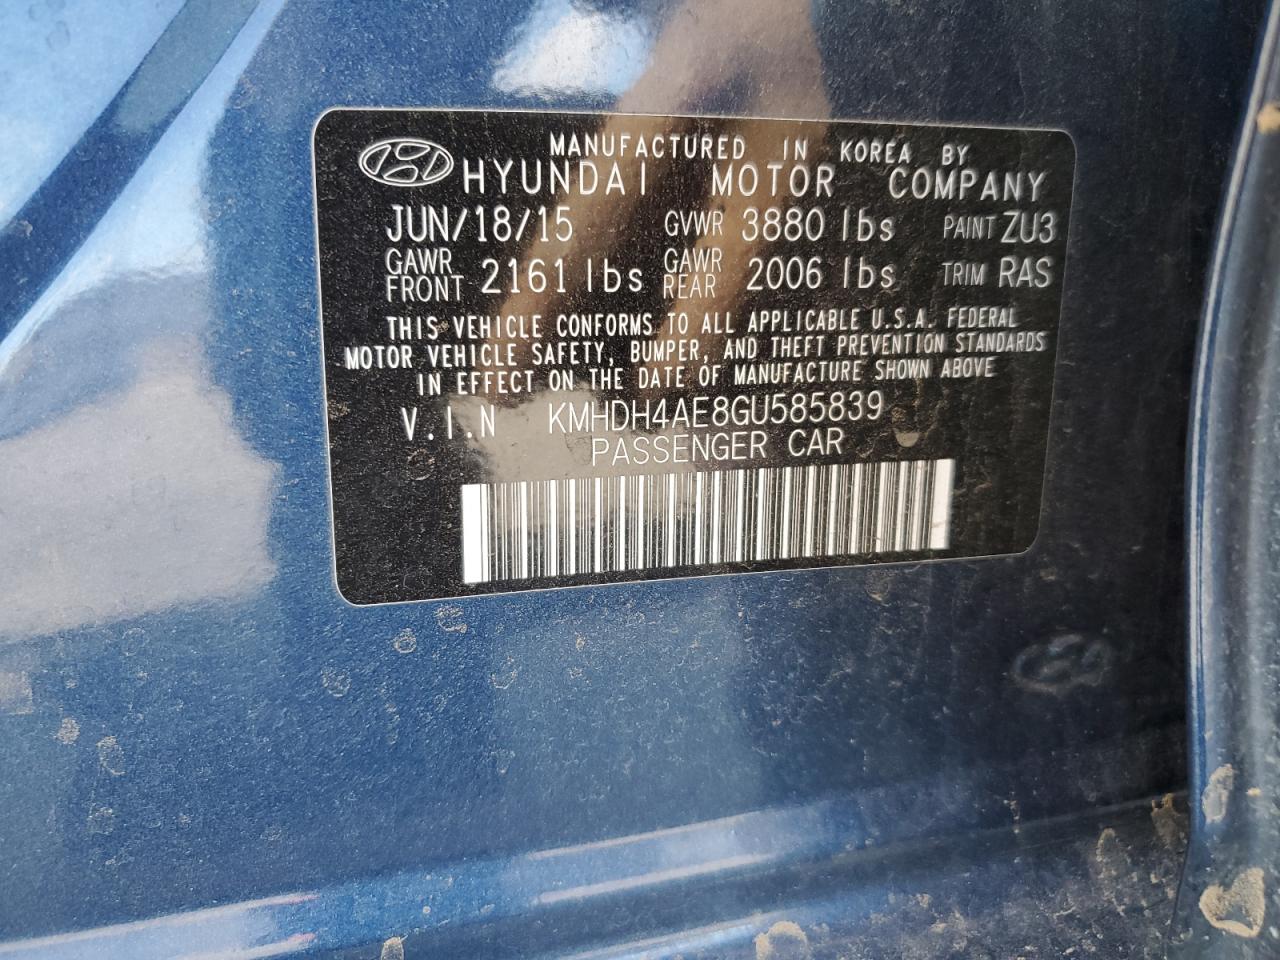 MANUFACTURED IN KOREA BY
HYUNDAI MOTOR COMPANY
JUN/18/15 GVWR 3880 lbs PAINT ZU3
GAWR FRONT 2161 lbs GAWR REAR 2006 lbs TRIM RAS
THIS VEHICLE CONFORMS TO ALL APPLICABLE U.S.A. FEDERAL
MOTOR VEHICLE SAFETY, BUMPER, AND THEFT PREVENTION STANDARDS
IN EFFECT ON THE DATE OF MANUFACTURE SHOWN ABOVE
V.I.N KMHDH4AE8GU585839
PASSENGER CAR